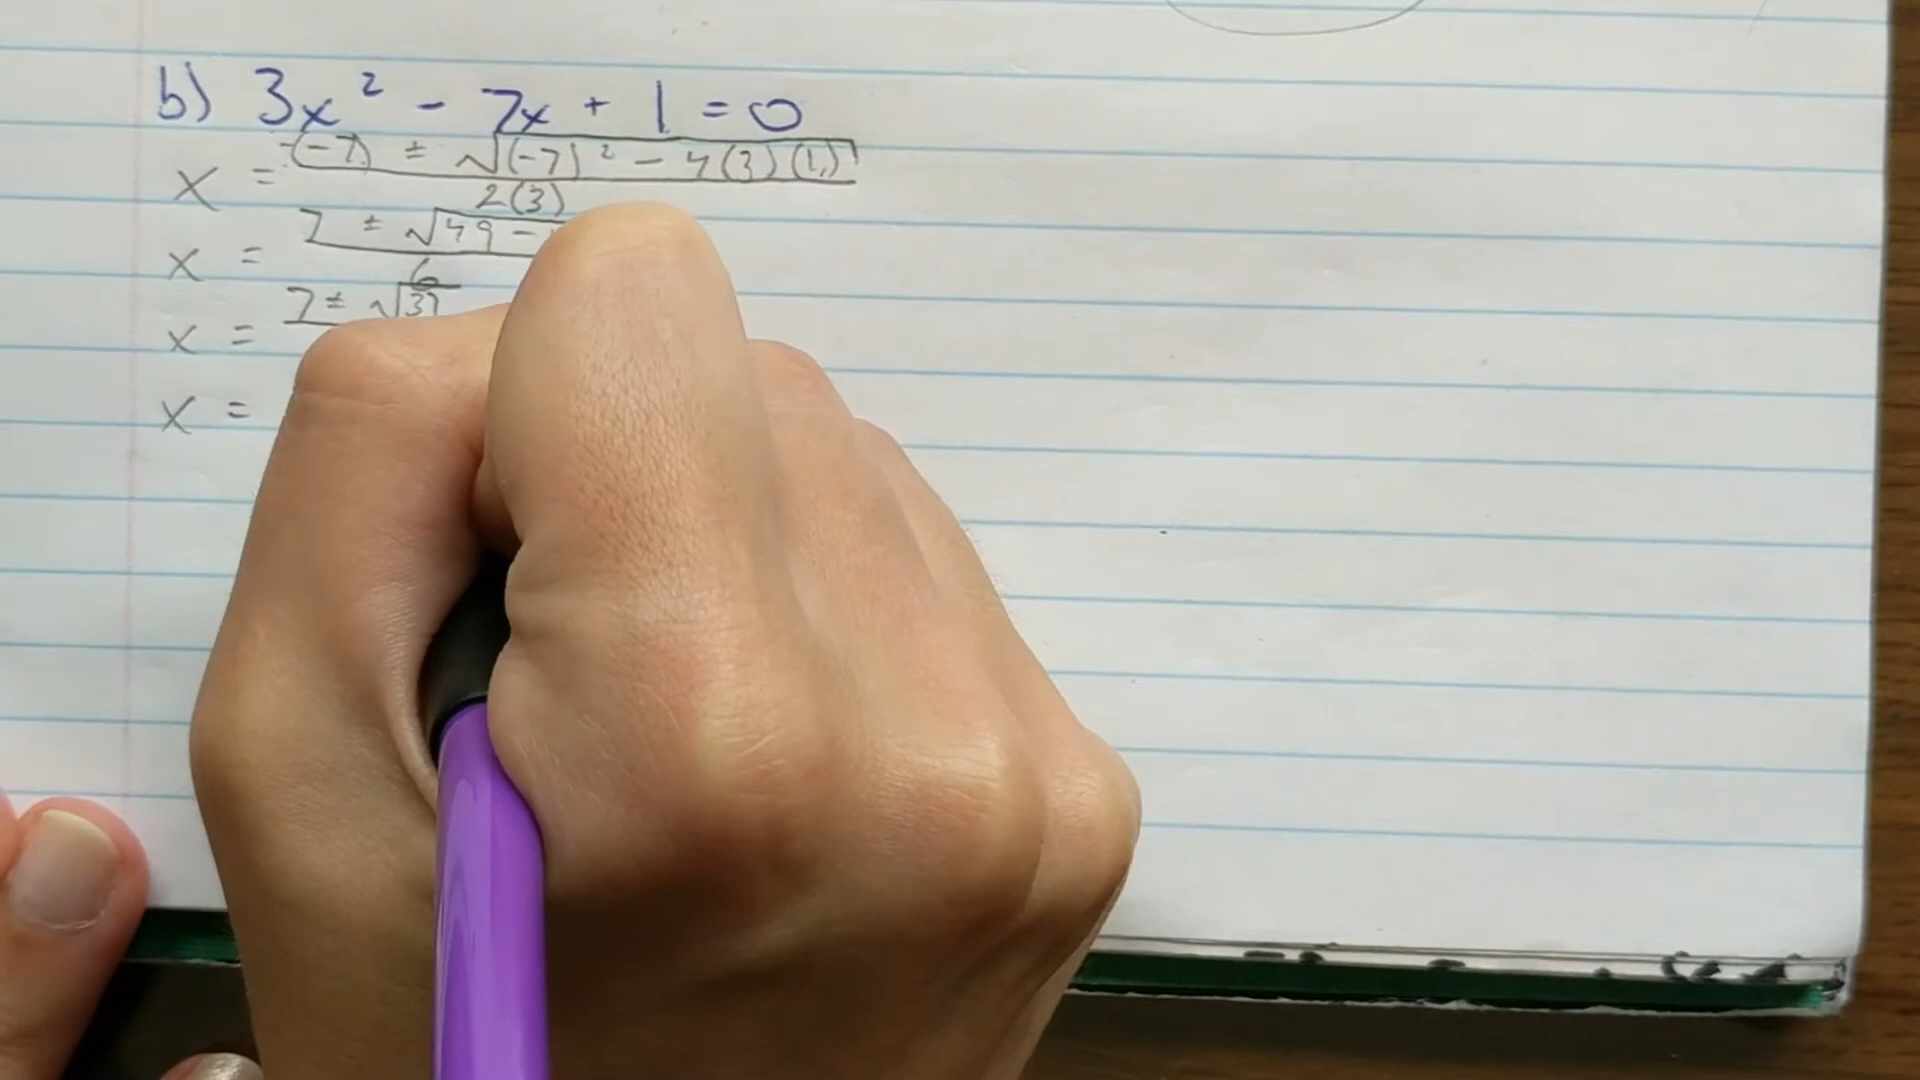 b) 3x² - 7x + 1 = 0
x = -(-7) ± √(-7)² - 4(3)(1)
2(3)
x = 7 ± √49 -
6
x = 7 ± √37
x =